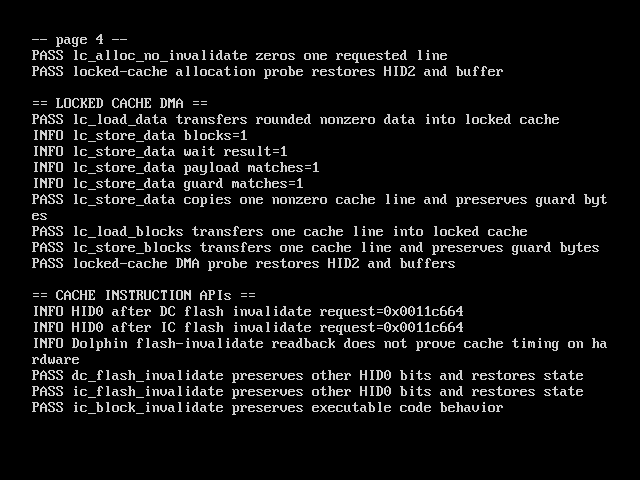 -- page 4 --
PASS lc_alloc_no_invalidate zeros one requested line
PASS locked-cache allocation probe restores HID2 and buffer
== LOCKED CACHE DMA ==
PASS lc_load_data transfers rounded nonzero data into locked cache
INFO lc_store_data blocks=1
INFO lc_store_data wait result=1
INFO lc_store_data payload matches=1
INFO lc_store_data guard matches=1
PASS lc_store_data copies one nonzero cache line and preserves guard byt
es
PASS lc_load_blocks transfers one cache line into locked cache
PASS lc_store_blocks transfers one cache line and preserves guard bytes
PASS locked-cache DMA probe restores HID2 and buffers
== CACHE INSTRUCTION APIs ==
INFO HID0 after DC flash invalidate request=0x0011c664
INFO HID0 after IC flash invalidate request=0x0011c664
INFO Dolphin flash-invalidate readback does not prove cache timing on ha
rdware
PASS dc_flash_invalidate preserves other HID0 bits and restores state
PASS ic_flash_invalidate preserves other HID0 bits and restores state
PASS ic_block_invalidate preserves executable code behavior